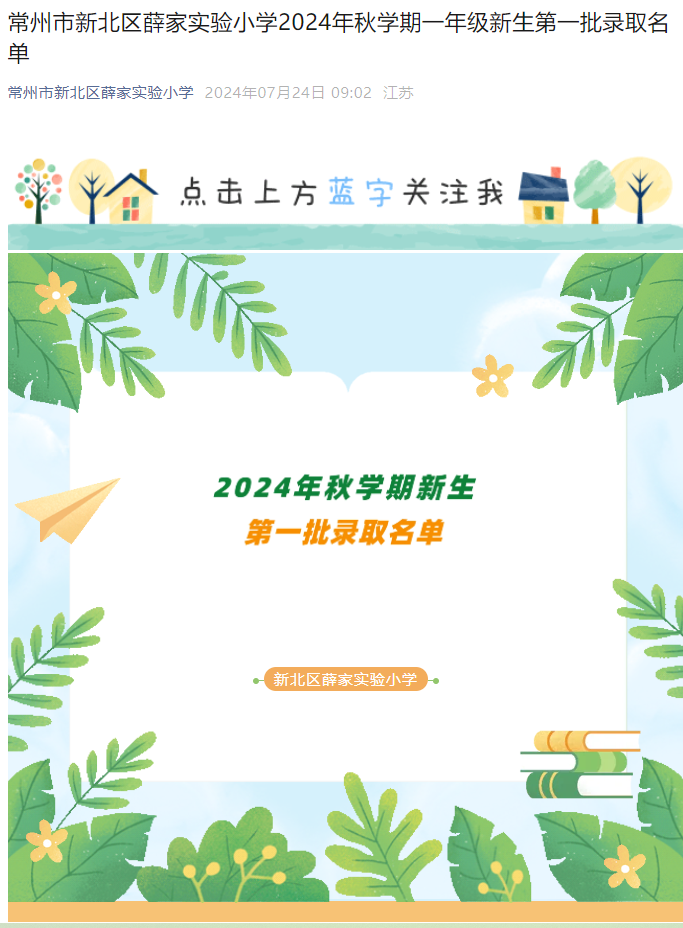 常州市新北区薛家实验小学2024年秋学期一年级新生第一批录取名
单
常州市新北区薛家实验小学 2024年07月24日 09:02 江苏
点击上方蓝字关注我
2024年秋学期新生
第一批录取名单
新北区薛家实验小学